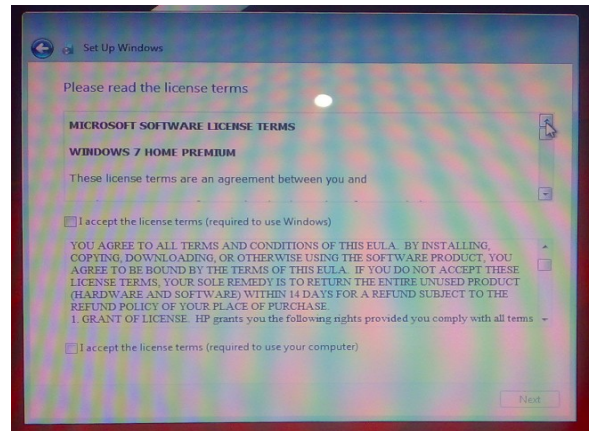 Set Up Windows
Please read the license terms
MICROSOFT SOFTWARE LICENSE TERMS
WINDOWS 7 HOME PREMIUM
These license terms are an agreement between you and
I accept the license terms (required to use Windows)
YOU AGREE TO ALL TERMS AND CONDITIONS OF THIS EULA. BY INSTALLING,
COPYING, DOWNLOADING, OR OTHERWISE USING THE SOFTWARE PRODUCT, YOU
AGREE TO BE BOUND BY THE TERMS OF THIS EULA. IF YOU DO NOT ACCEPT THESE
LICENSE TERMS, YOUR SOLE REMEDY IS TO RETURN THE ENTIRE UNUSED PRODUCT
(HARDWARE AND SOFTWARE) WITHIN 14 DAYS FOR A REFUND SUBJECT TO THE
REFUND POLICY OF YOUR PLACE OF PURCHASE.
1. GRANT OF LICENSE. HP grants you the following rights provided you comply with all terms
I accept the license terms (required to use your computer)
Next